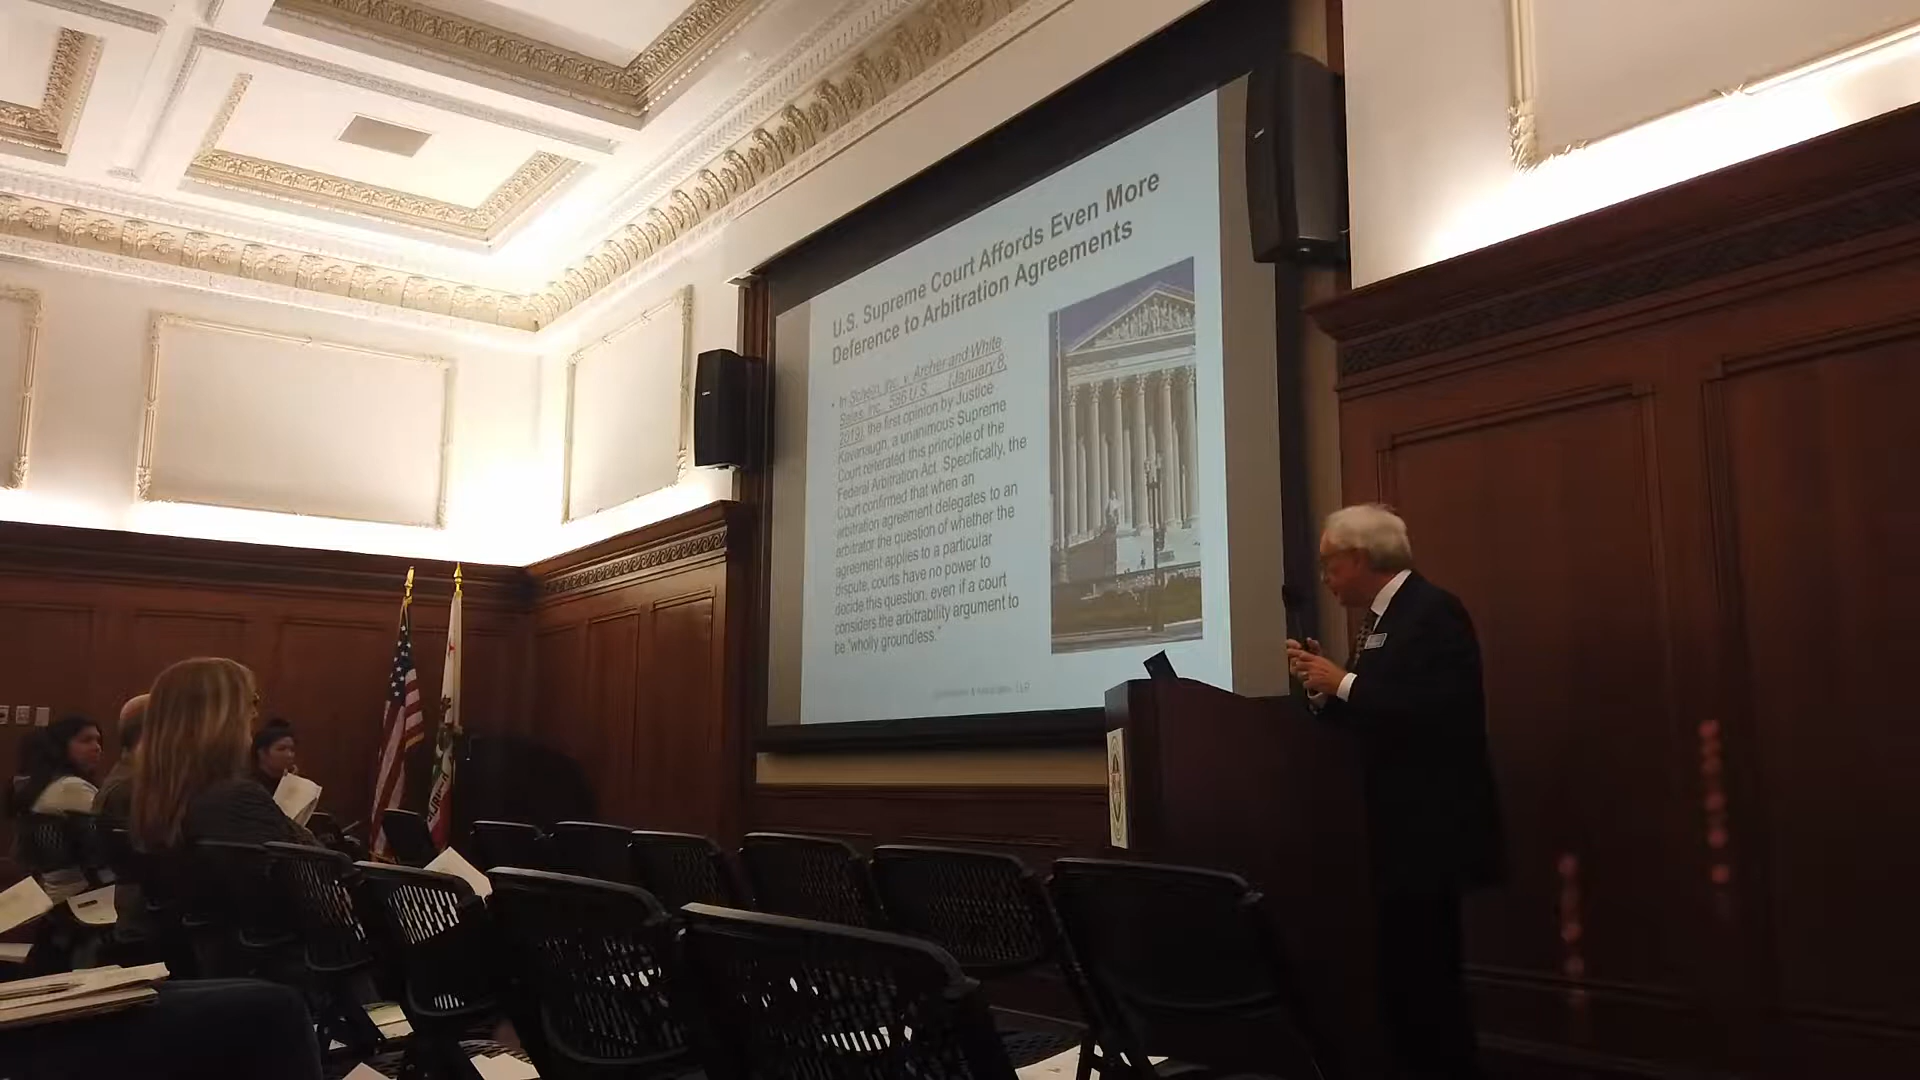 U.S. Supreme Court Affords Even More
Deference to Arbitration Agreements
• In Schein, Inc. v. Archer and White
Sales, Inc., 586 U.S. ___ (January 8,
2019), the first opinion by Justice
Kavanaugh, a unanimous Supreme
Court reiterated this principle of the
Federal Arbitration Act. Specifically, the
Court confirmed that when an
arbitration agreement delegates to an
arbitrator the question of whether the
agreement applies to a particular
dispute, courts have no power to
decide this question, even if a court
considers the arbitrability argument to
be "wholly groundless."
& Associates, LLP